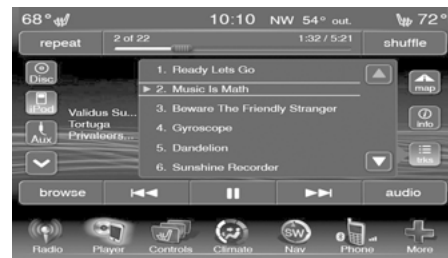 68° 10:10 NW 54° out. 72°
repeat 2 of 22 1:32 / 5:21 shuffle
Disc
iPod
Aux
Validus Su...
Tortuga
Privateers...
1. Ready Lets Go
2. Music Is Math
3. Beware The Friendly Stranger
4. Gyroscope
5. Dandelion
6. Sunshine Recorder
map
info
trks
browse audio
SW
Radio Player Controls Climate Nav Phone More